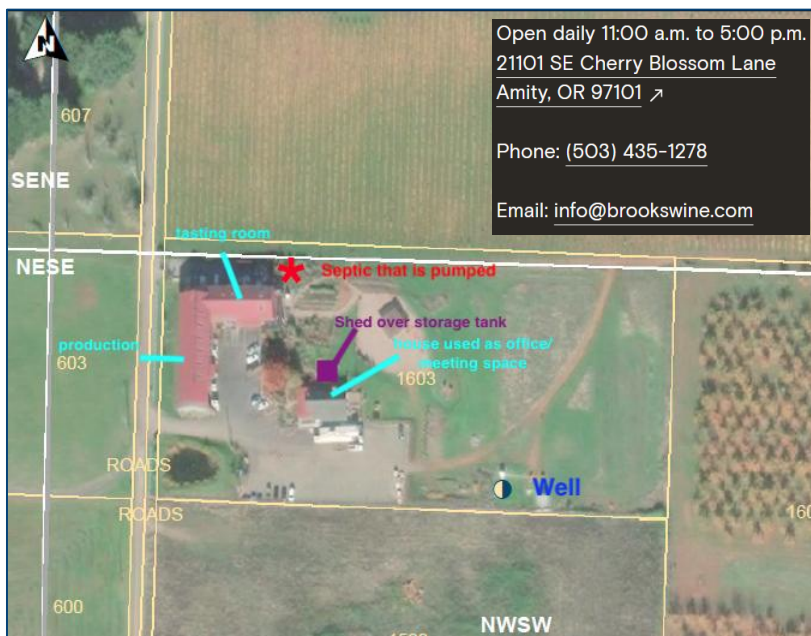 N
Open daily 11:00 a.m. to 5:00 p.m.
21101 SE Cherry Blossom Lane
Amity, OR 97101 ↗
Phone: (503) 435-1278
Email: info@brookswine.com
607
SENE
tasting room
NESE
Septic that is pumped
Shed over storage tank
production
house used as office/
meeting space
603
1603
ROADS
Well
ROADS
600
NWSW